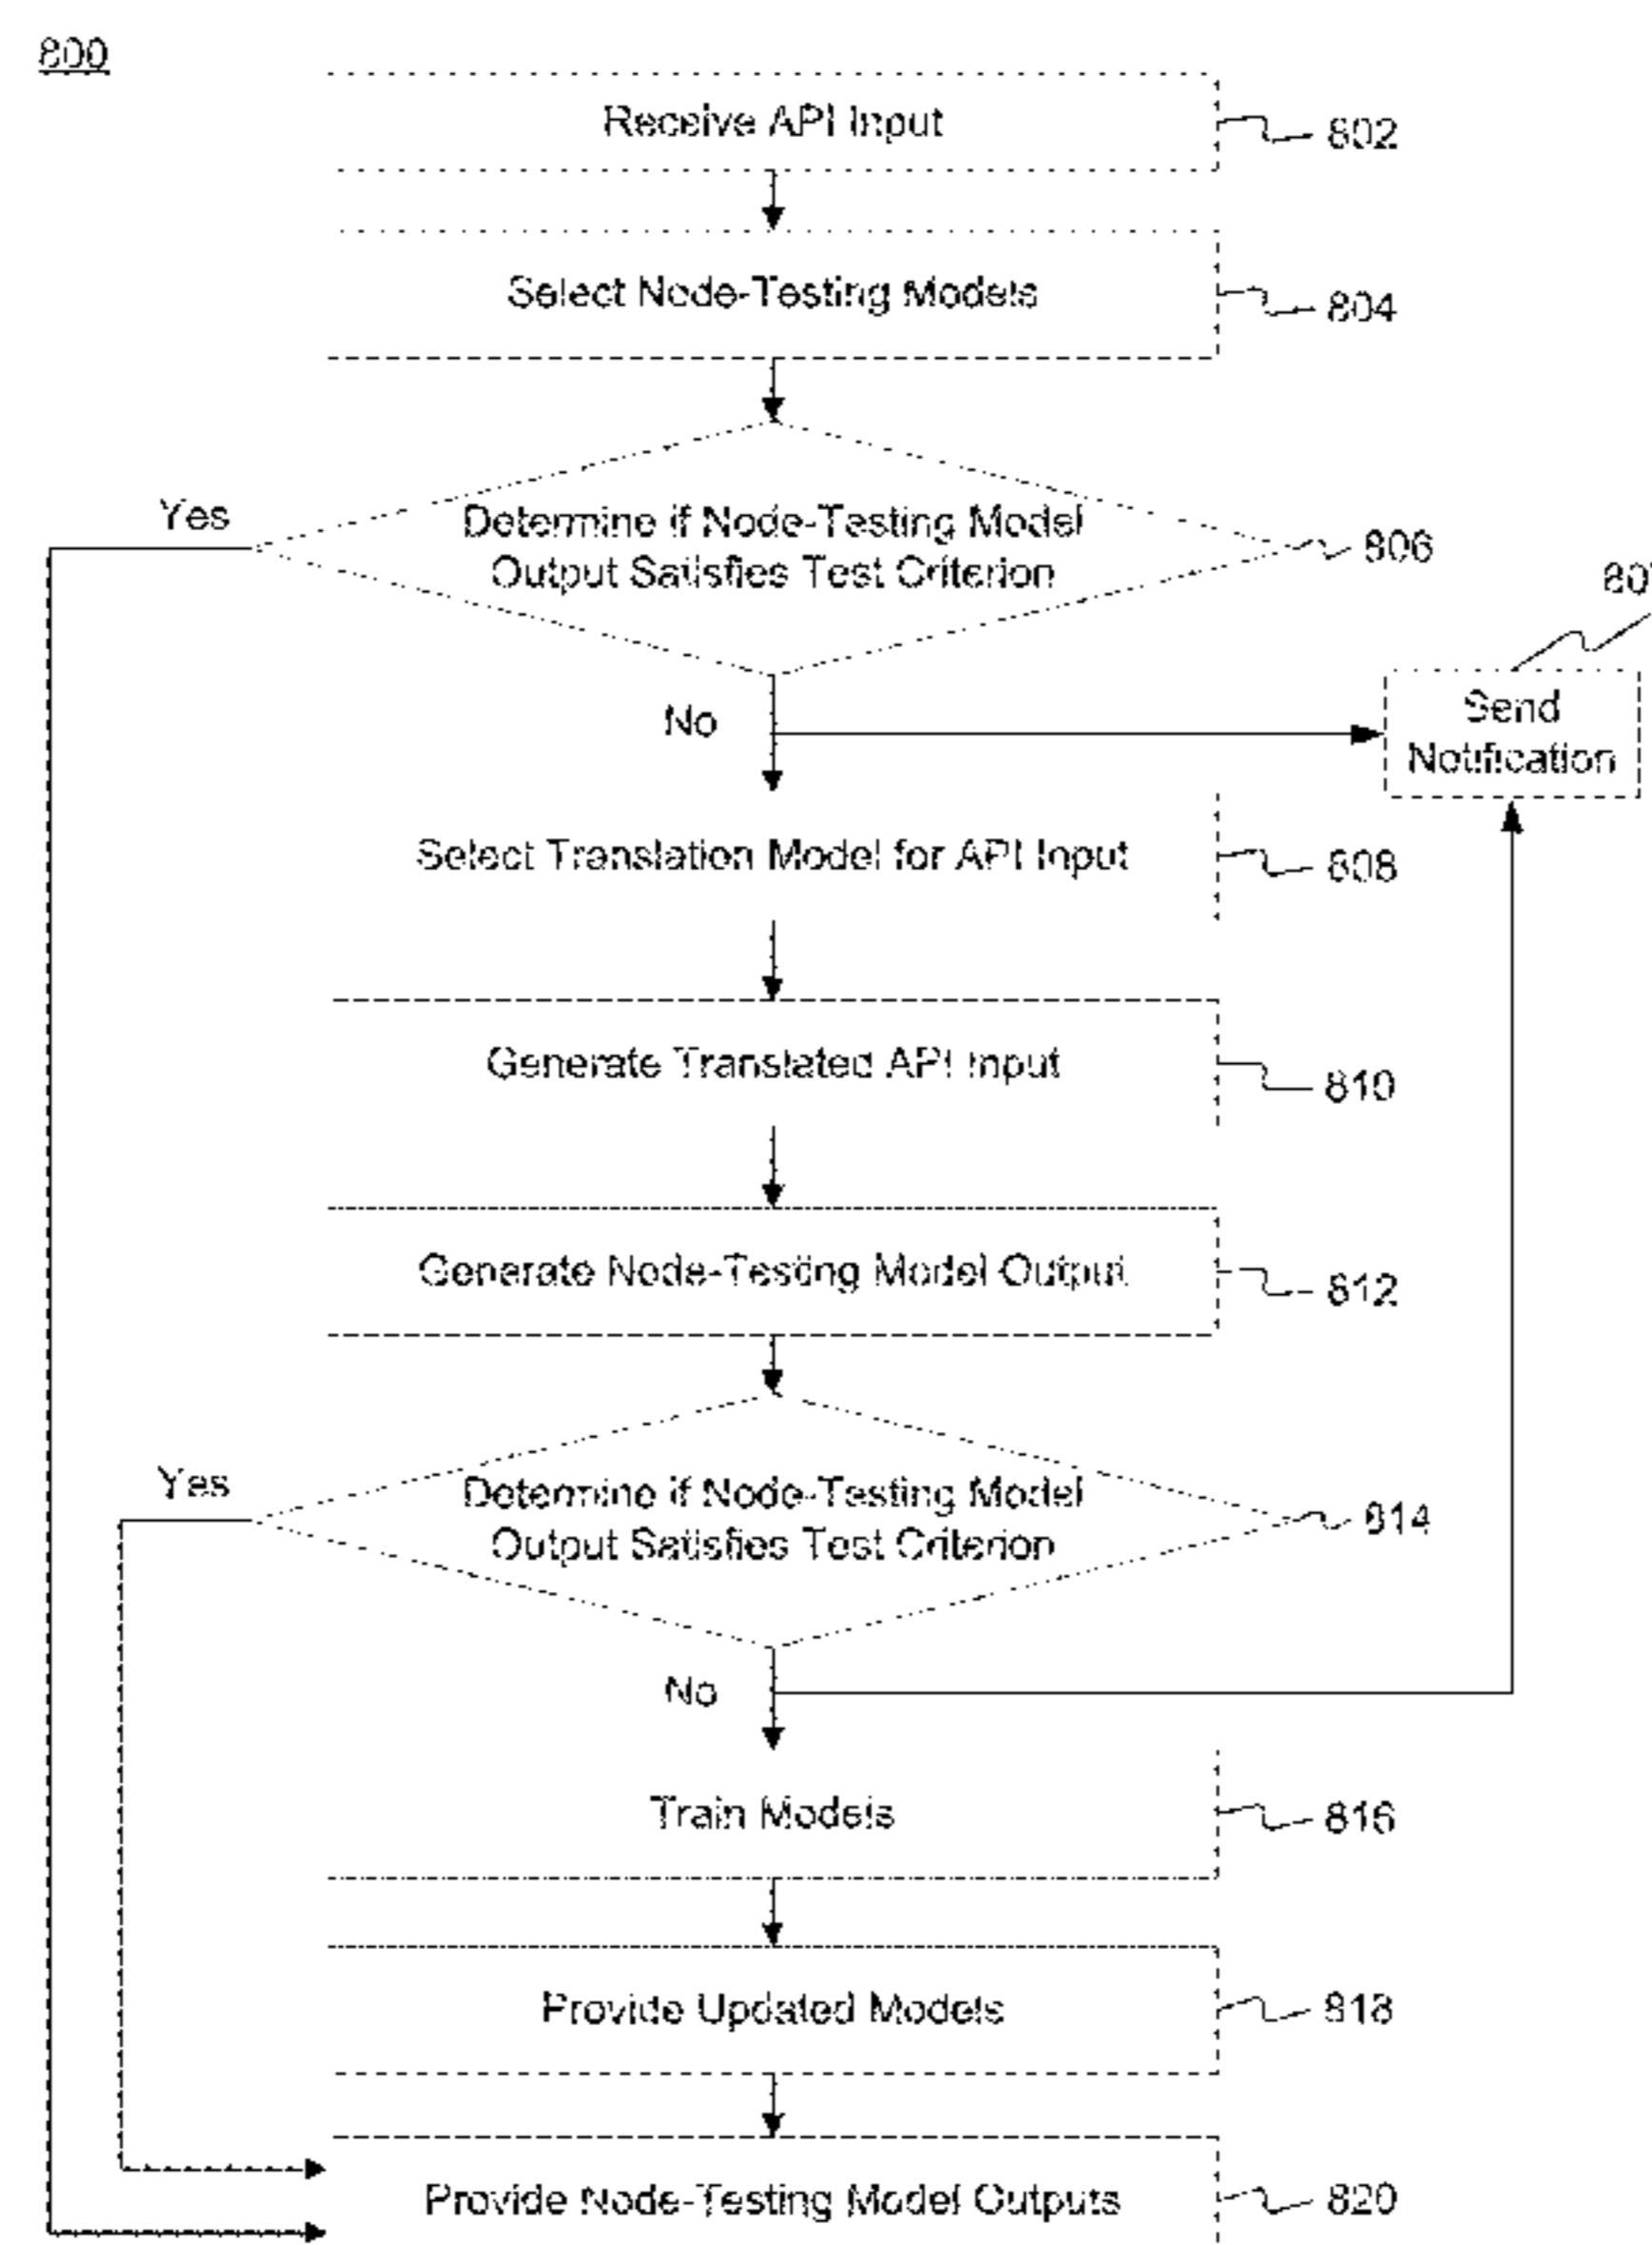 800
Receive API Input
802
Select Node-Testing Models
804
Yes
Determine if Node-Testing Model
Output Satisfies Test Criterion
806
Send
Notification
No
Select Translation Model for API Input
808
Generate Translated API Input
810
Generate Node-Testing Model Output
812
Yes
Determine if Node-Testing Model
Output Satisfies Test Criterion
814
No
Train Models
816
Provide Updated Models
818
Provide Node-Testing Model Outputs
820